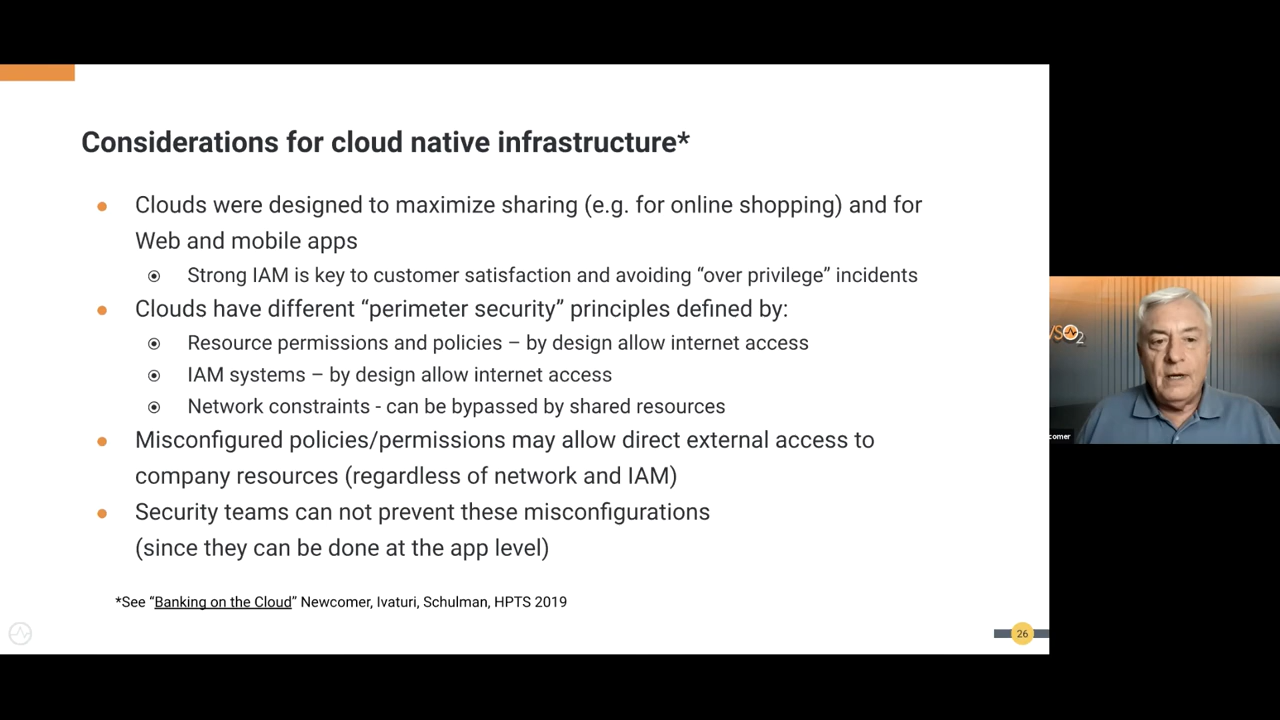 Considerations for cloud native infrastructure*
● Clouds were designed to maximize sharing (e.g. for online shopping) and for
Web and mobile apps
Strong IAM is key to customer satisfaction and avoiding “over privilege” incidents
● Clouds have different “perimeter security” principles defined by:
Resource permissions and policies – by design allow internet access
IAM systems – by design allow internet access
Network constraints - can be bypassed by shared resources
● Misconfigured policies/permissions may allow direct external access to
company resources (regardless of network and IAM)
● Security teams can not prevent these misconfigurations
(since they can be done at the app level)
*See “Banking on the Cloud” Newcomer, Ivaturi, Schulman, HPTS 2019
26
SO2
comer